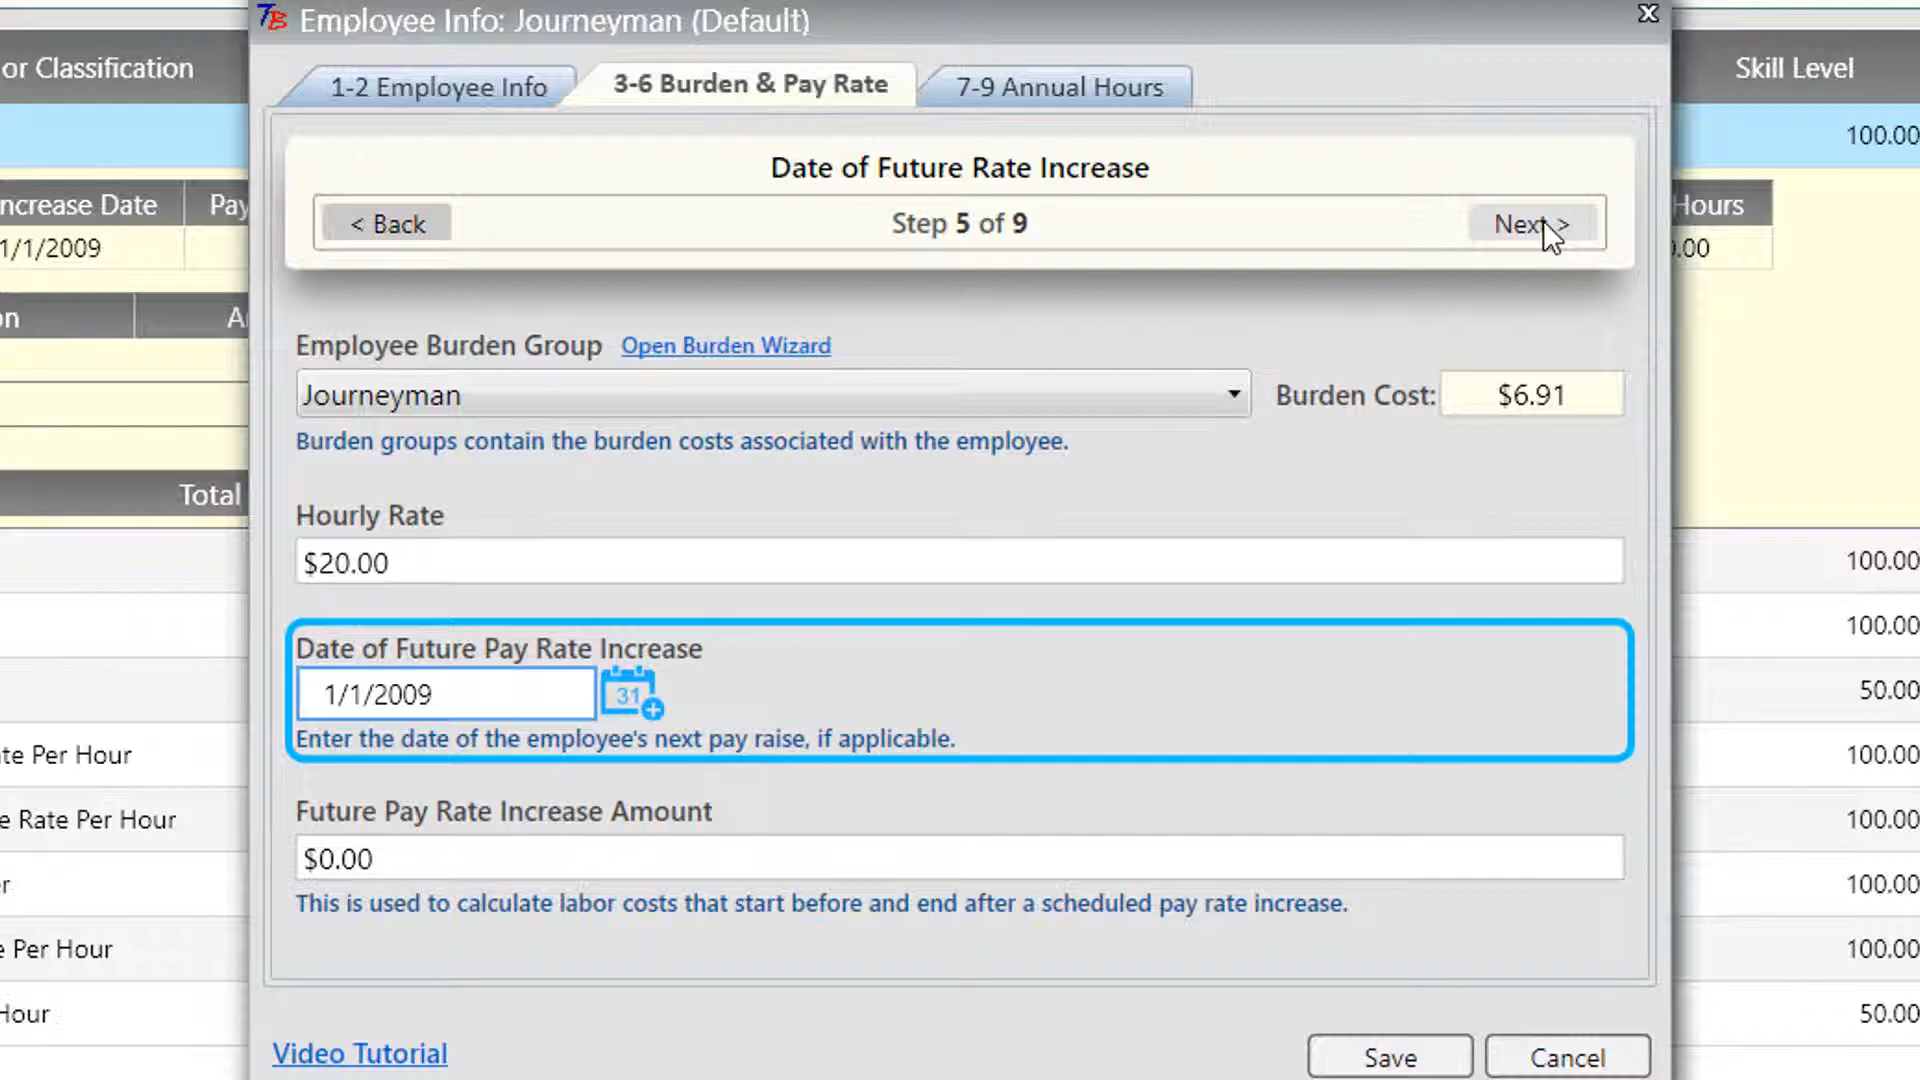 7B Employee Info: Journeyman (Default)
or Classification
Skill Level
1-2 Employee Info
3-6 Burden & Pay Rate
7-9 Annual Hours
100.00
Date of Future Rate Increase
ncrease Date
Pay
Hours
< Back
Step 5 of 9
Next >
1/1/2009
.00
on
Employee Burden Group
Open Burden Wizard
Journeyman
Burden Cost:
$6.91
Burden groups contain the burden costs associated with the employee.
Total
Hourly Rate
$20.00
100.00
100.00
Date of Future Pay Rate Increase
1/1/2009
31
50.00
Enter the date of the employee's next pay raise, if applicable.
te Per Hour
100.00
Future Pay Rate Increase Amount
e Rate Per Hour
100.00
$0.00
r
100.00
This is used to calculate labor costs that start before and end after a scheduled pay rate increase.
e Per Hour
100.00
Hour
50.00
Video Tutorial
Save
Cancel